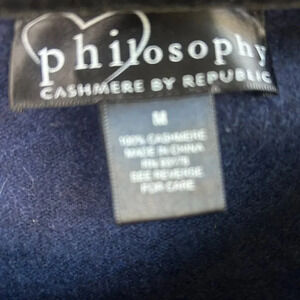 philosophy
CASHMERE BY REPUBLIC
M
100% CASHMERE
MADE IN CHINA
SEE REVERSE
FOR CARE